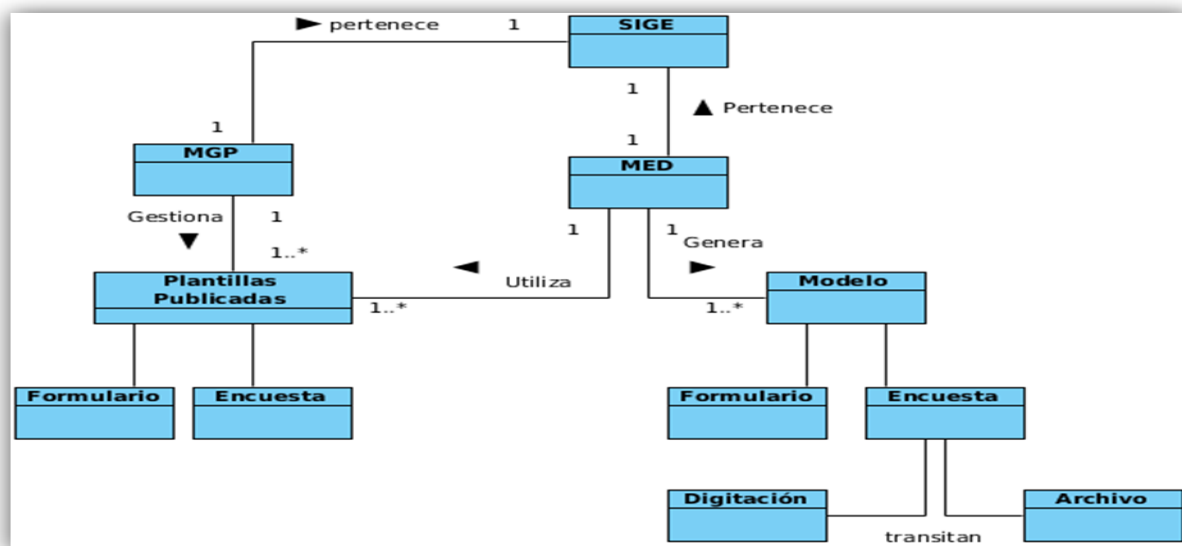 pertenece
1
SIGE
1
Pertenece
1
1
MGP
MED
Gestiona
1
1
1
Genera
1..*
Utiliza
Plantillas
Publicadas
Modelo
1..*
1..*
Formulario
Encuesta
Formulario
Encuesta
Digitación
Archivo
transitan